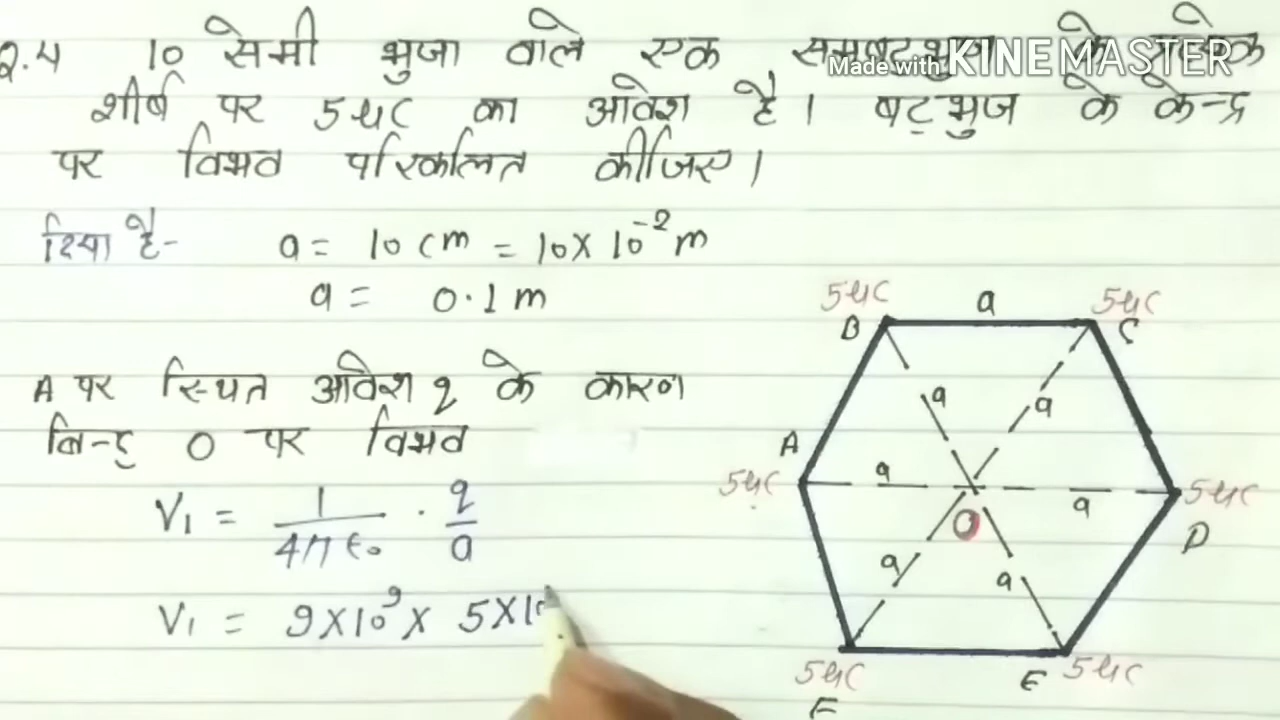 Q.4 10 सेमी भुजा वाले एक समषट्भुज के प्रत्येक
Made with KINEMASTER
शीर्ष पर 5μC का आवेश है। षट्भुज के केन्द्र
पर विभव परिकलित कीजिए।
दिया है- a = 10 cm = 10×10⁻² m
a = 0.1 m
A पर स्थित आवेश q के कारण
बिन्दु O पर विभव
V₁ = 1/4πε₀ · q/a
V₁ = 9×10⁹ × 5×10
5μC a 5μC
B C
a a
A
5μC a a 5μC
O D
a a
5μC E 5μC
F